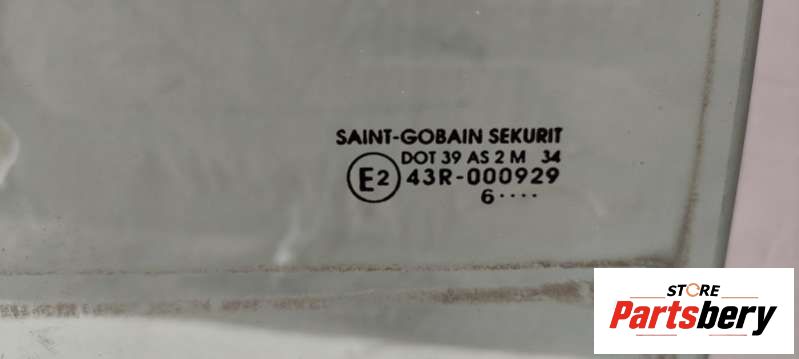 SAINT-GOBAIN SEKURIT
DOT 39 AS 2 M 34
E2 43R-000929
6 ····
STORE
Partsbery